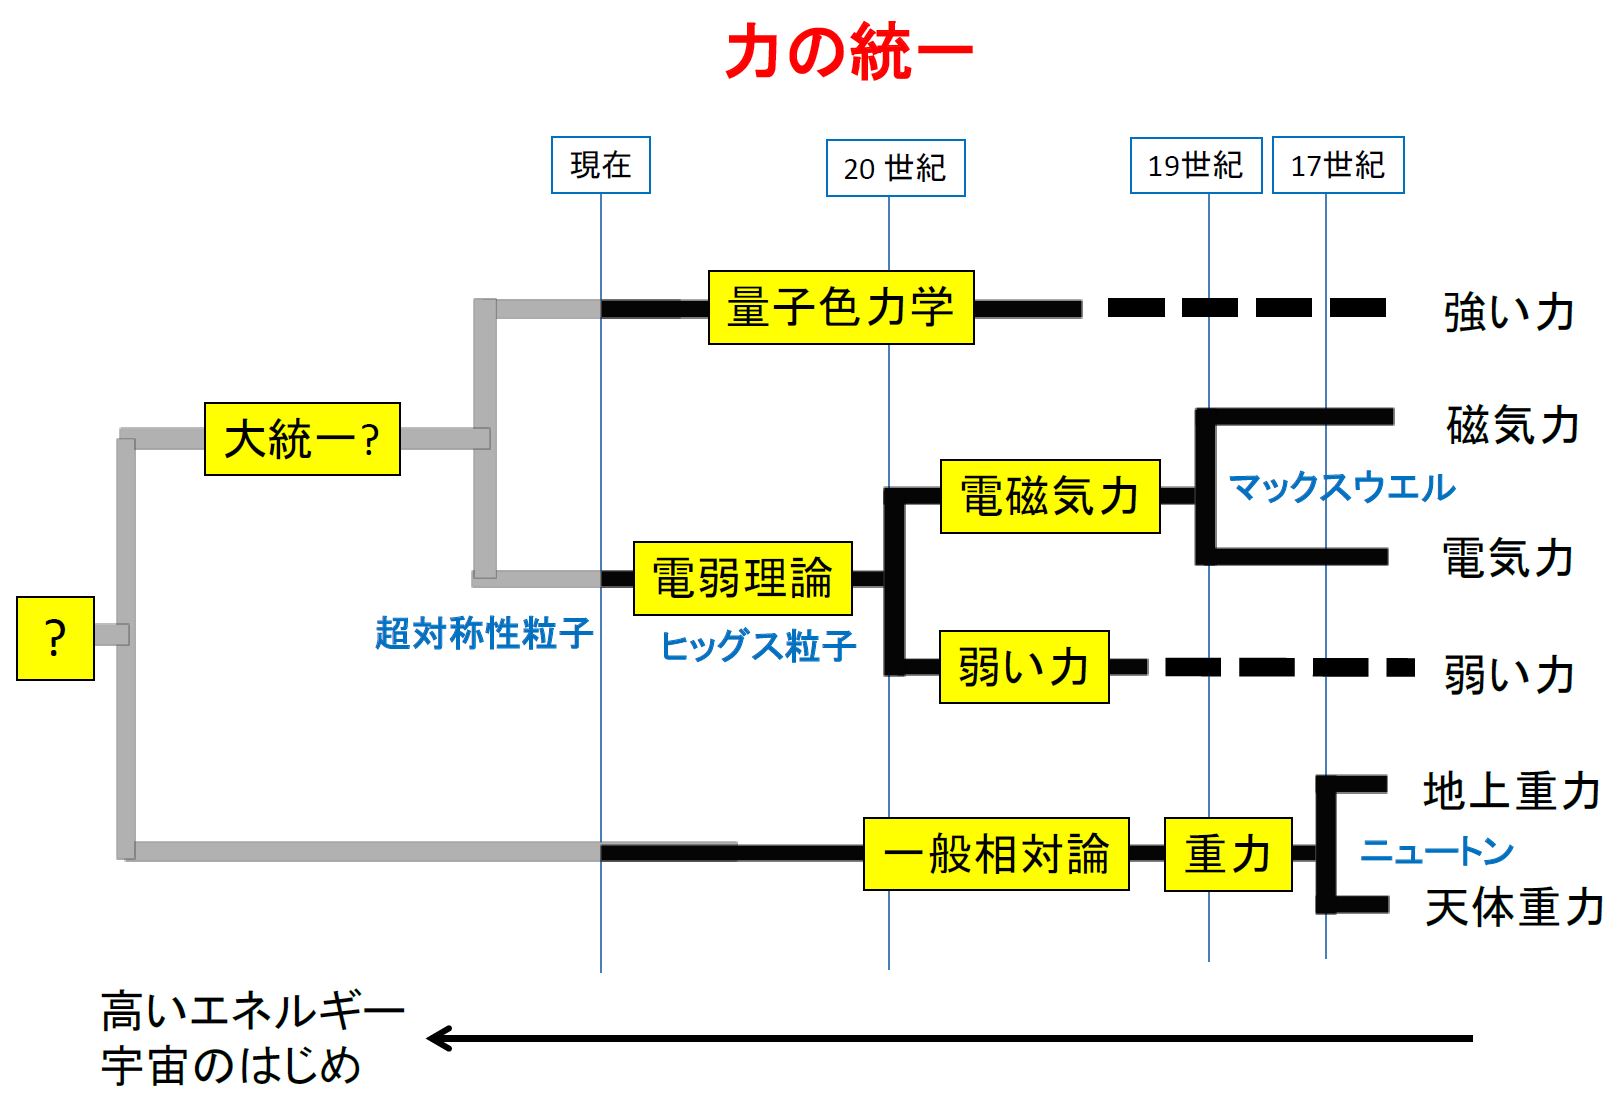 力の統一
現在
20 世紀
19世紀
17世紀
量子色力学
強い力
大統一?
磁気力
電磁気力
マックスウエル
電気力
電弱理論
?
超対称性粒子
ヒッグス粒子
弱い力
弱い力
地上重力
一般相対論
重力
ニュートン
天体重力
高いエネルギー
宇宙のはじめ